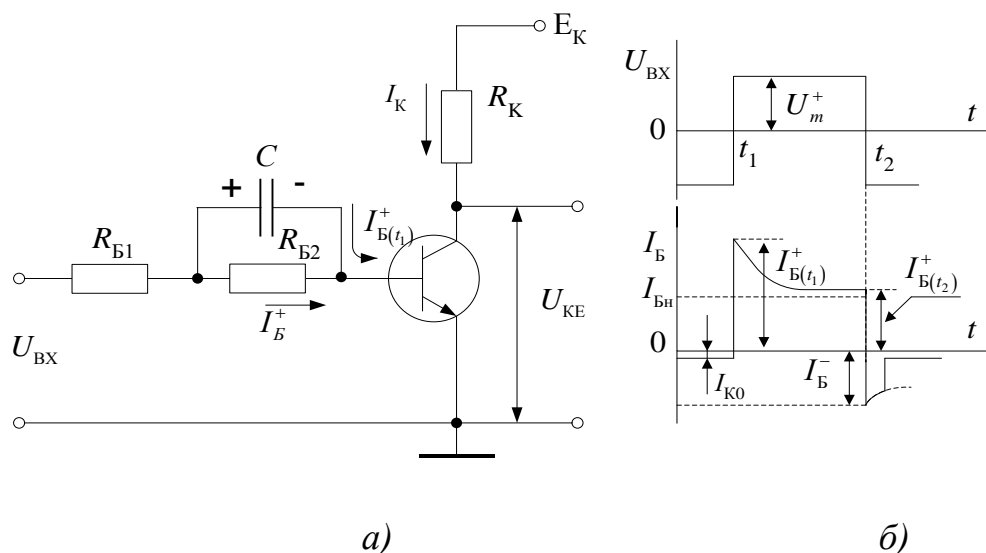 E_К
I_К
R_К
C
+ -
I⁺_Б(t₁)
R_Б1
R_Б2
I⁺_Б
U_ВХ
U_КЕ
а)
U_ВХ
U⁺_m
0
t
t₁
t₂
I_Б
I⁺_Б(t₁)
I⁺_Б(t₂)
I_Бн
0
t
I_К0
I⁻_Б
б)